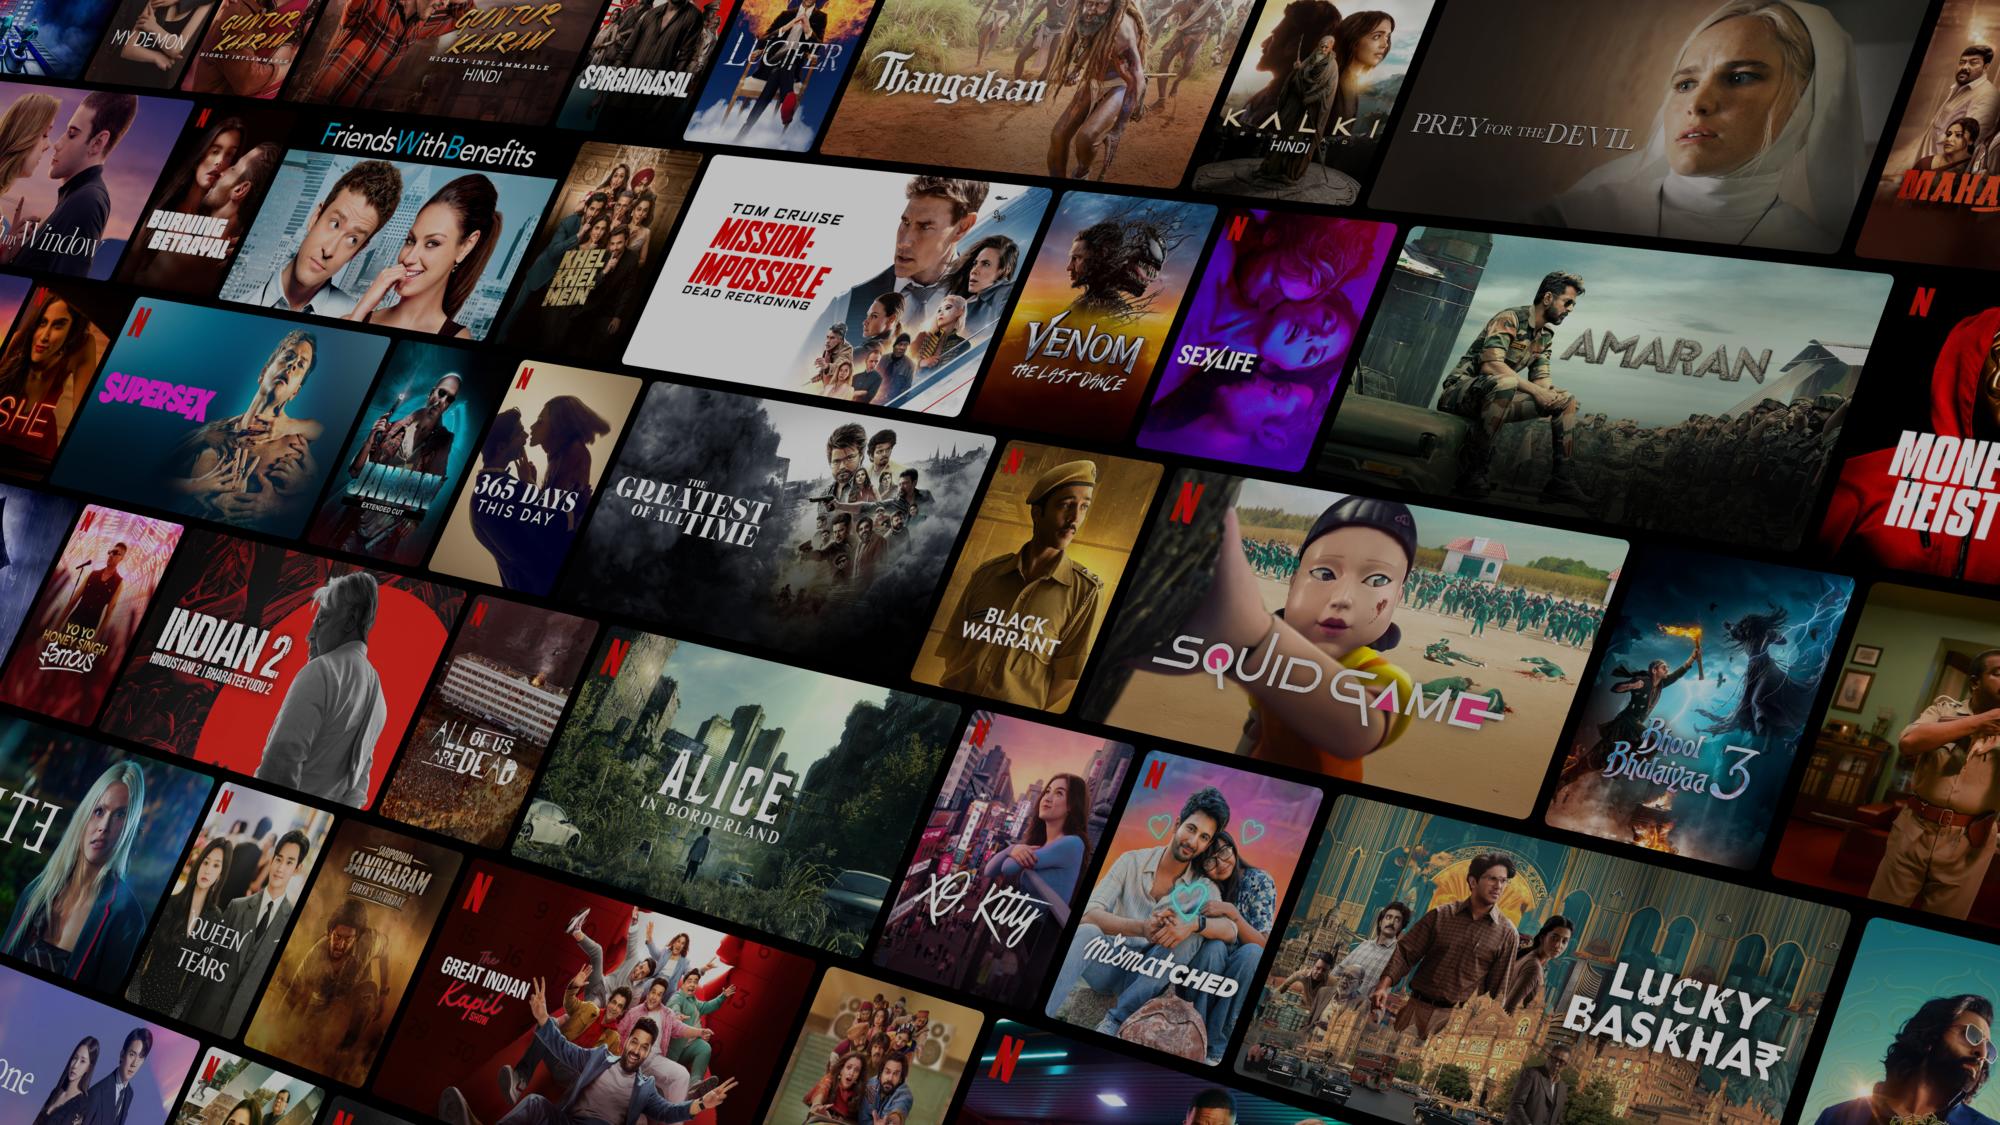 MY DEMON
GUNTUR
KAARAM
HIGHLY INFLAMMABLE
GUNTUR
KAARAM
HIGHLY INFLAMMABLE
HINDI
SORGAVAASAL
LUCIFER
Thangalaan
KALKI
HINDI
PREY FOR THE DEVIL
MAHA
my Window
N
BURNING
BETRAYAL
FriendsWithBenefits
KHEL
KHEL
MEIN
TOM CRUISE
MISSION:
IMPOSSIBLE
DEAD RECKONING
VENOM
THE LAST DANCE
N
SEX/LIFE
AMARAN
N
MONE
HEIST
N
SHE
N
SUPERSEX
JAWAN
EXTENDED CUT
N
365 DAYS
THIS DAY
THE
GREATEST
OF ALL TIME
N
BLACK
WARRANT
N
SQUID GAME
Bhool
Bhulaiyaa 3
N
YO YO
HONEY SINGH
famous
INDIAN 2
HINDUSTANI 2 | BHARATEEYUDU 2
N
ALL OF US
ARE DEAD
N
ALICE
IN BORDERLAND
N
XO, Kitty
N
mismatCHED
LUCKY
BASKHA₹
N
QUEEN
OF
TEARS
SARIPODHAA
SANIVAARAM
SURYA'S SATURDAY
N
The
GREAT INDIAN
Kapil
SHOW
One
N
N
N